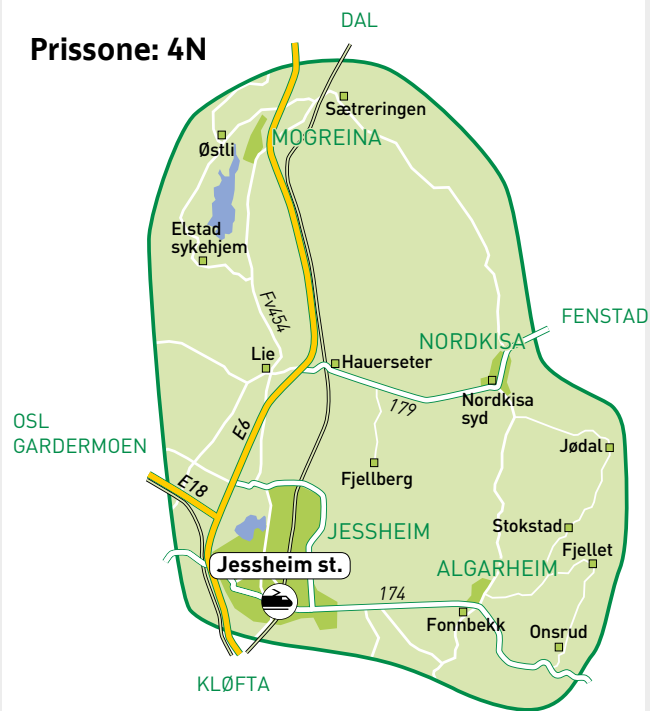 DAL
Prissone: 4N
Sætreringen
MOGREINA
Østli
Elstad
sykehjem
Fv454
FENSTAD
NORDKISA
Lie
Hauerseter
Nordkisa
syd
179
OSL
GARDERMOEN
E6
Jødal
Fjellberg
E18
Stokstad
JESSHEIM
Fjellet
Jessheim st.
ALGARHEIM
174
Fonnbekk
Onsrud
KLØFTA